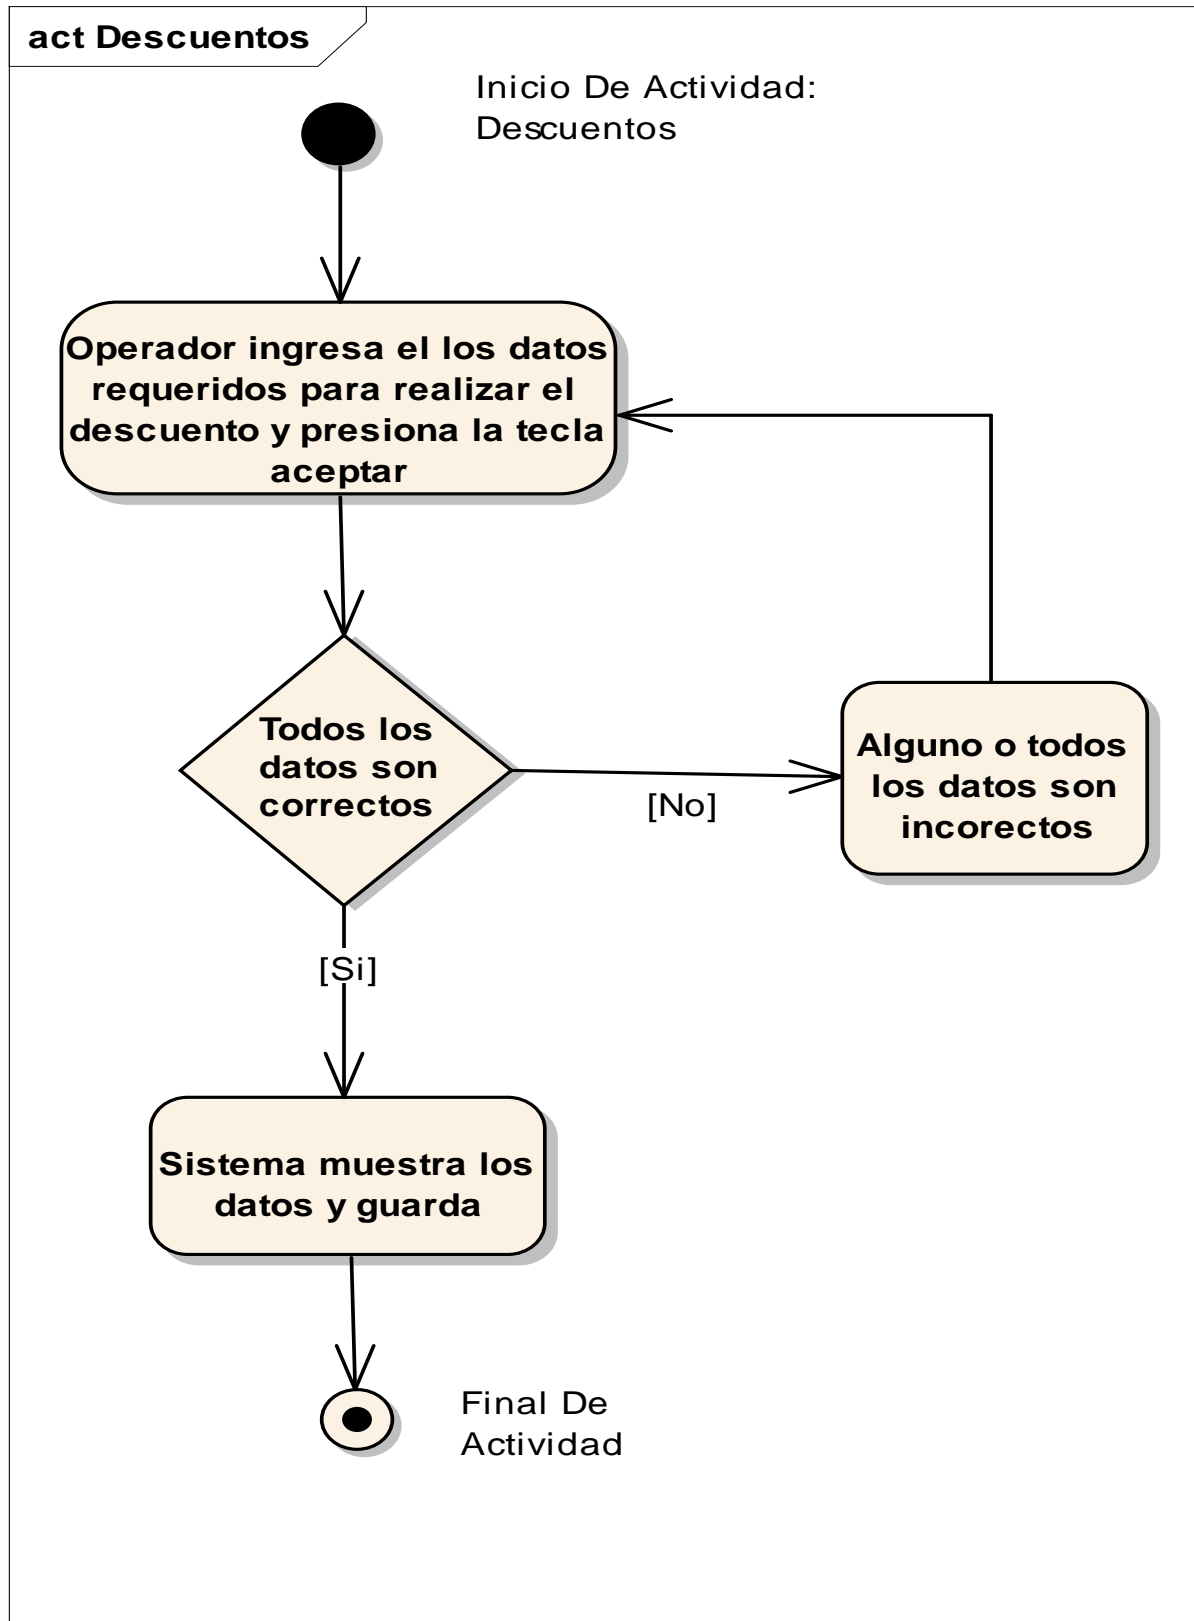 act Descuentos
Inicio De Actividad:
Descuentos
Operador ingresa el los datos
requeridos para realizar el
descuento y presiona la tecla
aceptar
Todos los
datos son
correctos
[No]
Alguno o todos
los datos son
incorectos
[Si]
Sistema muestra los
datos y guarda
Final De
Actividad